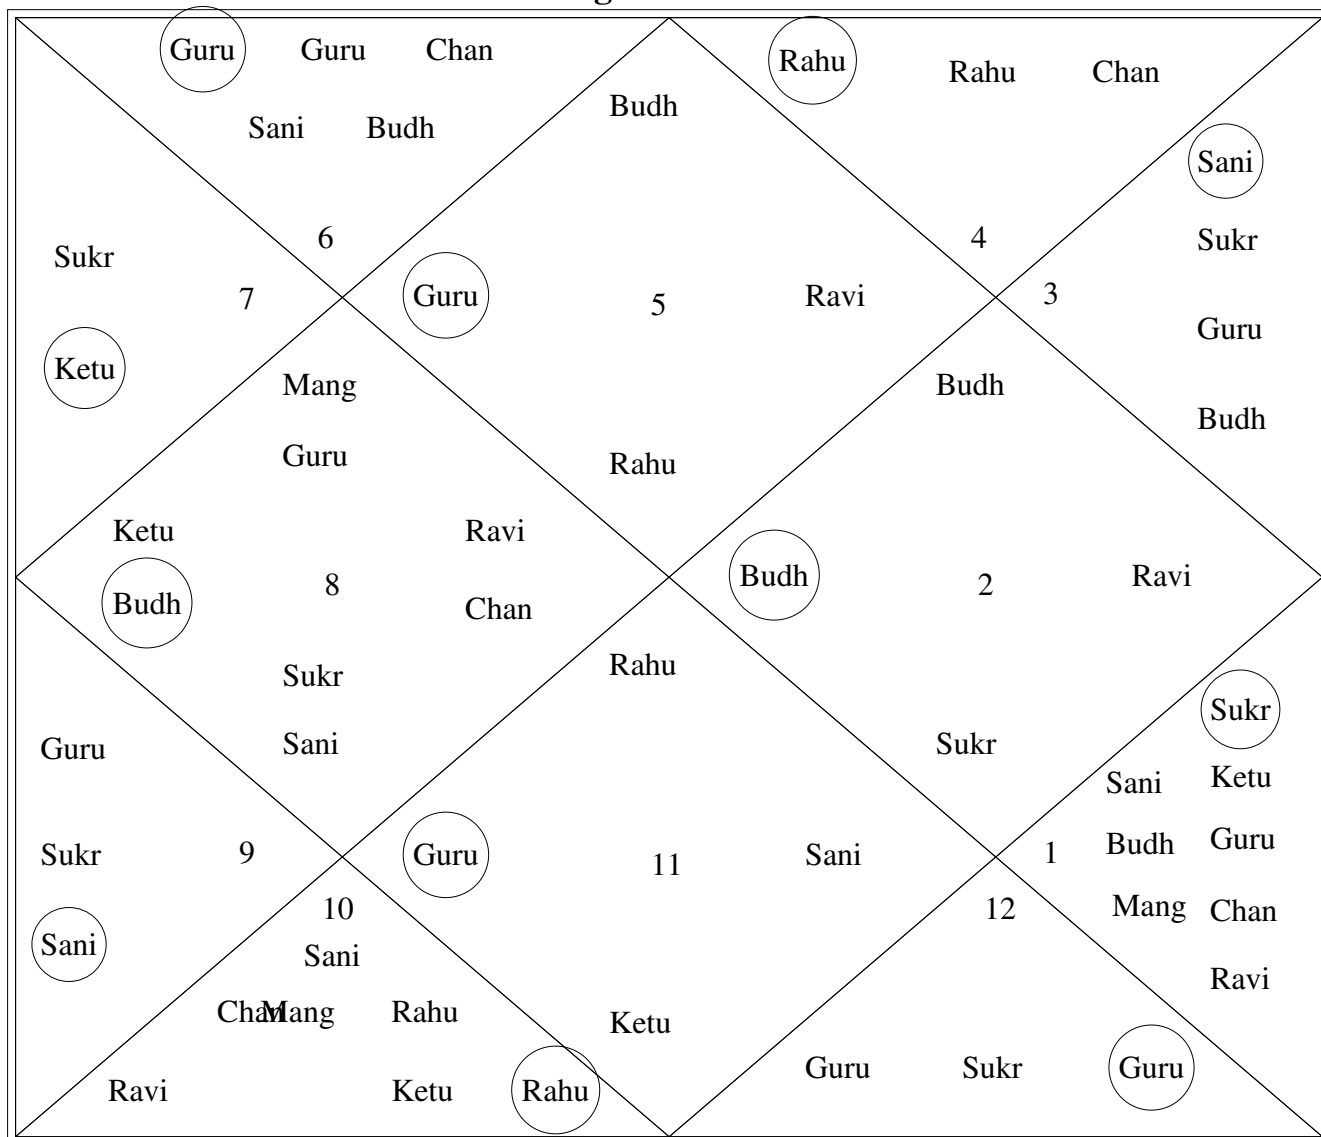 Guru Guru Chan
Sani Budh
6
Sukr
7
Ketu
Budh
Guru
5
Ravi
Rahu
Rahu Rahu Chan
4
Sani
Sukr
3
Guru
Budh
Mang
Guru
Ketu
Ravi
Budh
8
Chan
Sukr
Sani
Budh
Budh
2
Ravi
Sukr
Guru
Sukr
9
Sani
10
Sani
Chan Mang Rahu
Ravi Ketu Rahu
Rahu
Guru
11
Sani
Ketu
12
Guru Sukr Guru
Sukr
Sani Ketu
1
Budh Guru
Mang Chan
Ravi